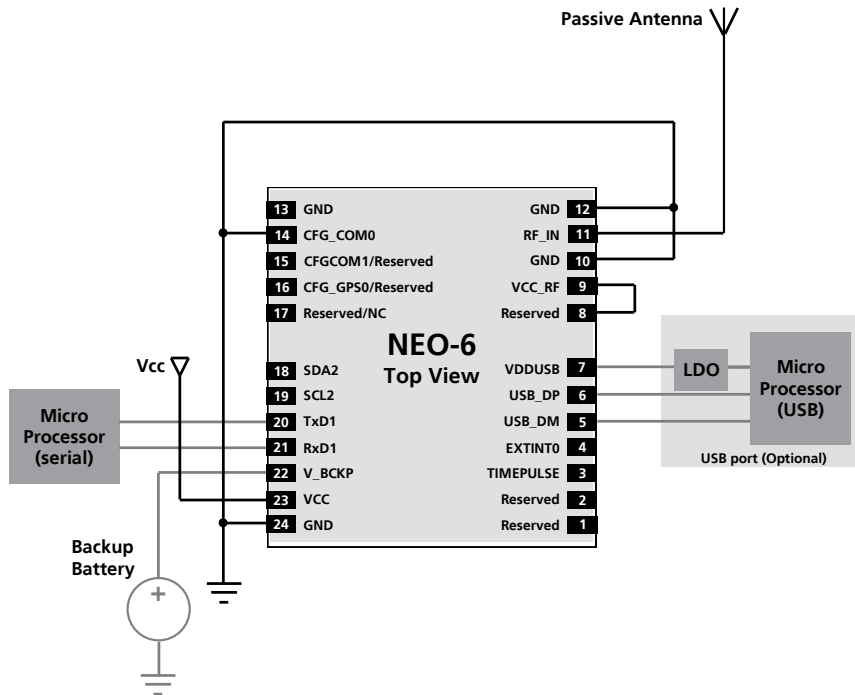 Passive Antenna
13 GND
14 CFG_COM0
15 CFGCOM1/Reserved
16 CFG_GPS0/Reserved
17 Reserved/NC
18 SDA2
19 SCL2
20 TxD1
21 RxD1
22 V_BCKP
23 VCC
24 GND
NEO-6
Top View
GND 12
RF_IN 11
GND 10
VCC_RF 9
Reserved 8
VDDUSB 7
USB_DP 6
USB_DM 5
EXTINT0 4
TIMEPULSE 3
Reserved 2
Reserved 1
Vcc
Micro
Processor
(serial)
Backup
Battery
+
LDO
Micro
Processor
(USB)
USB port (Optional)